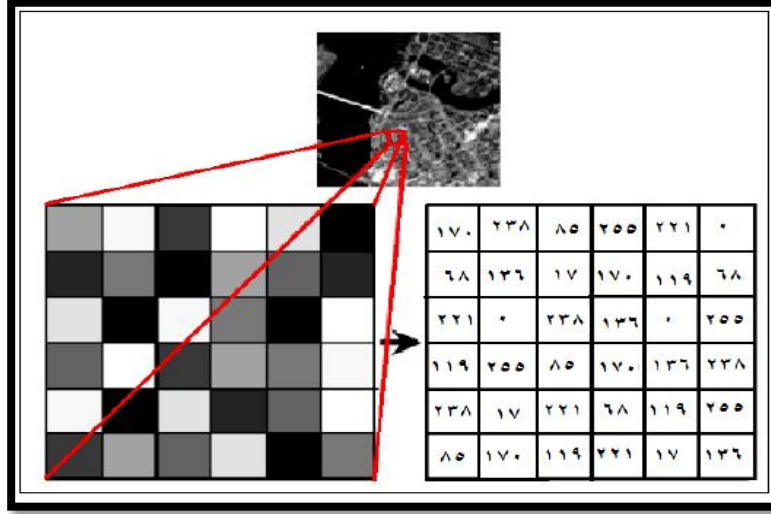 ١٧٠ ٢٣٨ ٨٥ ٢٥٥ ٢٢١ ٠
٦٨ ١٣٦ ١٧ ١٧٠ ١١٩ ٦٨
٢٢١ ٠ ٢٣٨ ١٣٦ ٠ ٢٥٥
١١٩ ٢٥٥ ٨٥ ١٧٠ ١٣٦ ٢٣٨
٢٣٨ ١٧ ٢٢١ ٦٨ ١١٩ ٢٥٥
٨٥ ١٧٠ ١١٩ ٢٢١ ١٧ ١٣٦